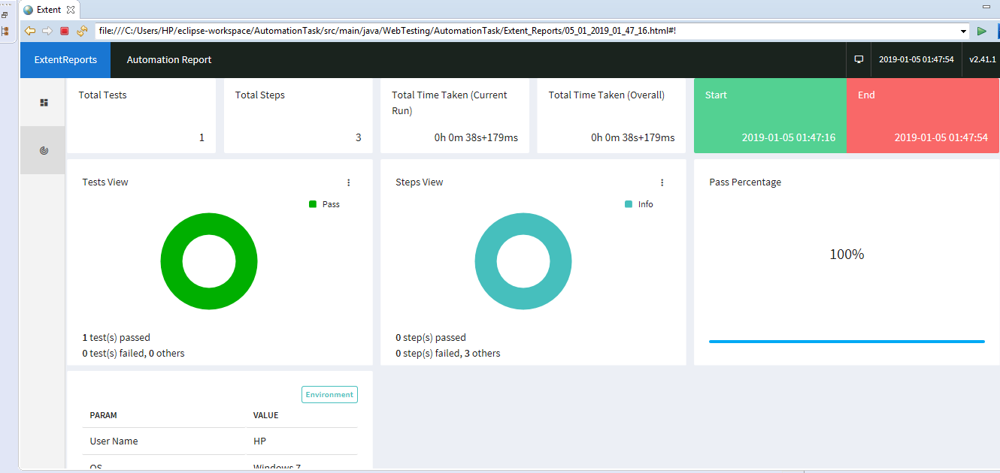 Extent
file:///C:/Users/HP/eclipse-workspace/AutomationTask/src/main/java/WebTesting/AutomationTask/Extent_Reports/05_01_2019_01_47_16.html#!
ExtentReports
Automation Report
2019-01-05 01:47:54
v2.41.1
Total Tests
1
Total Steps
3
Total Time Taken (Current
Run)
0h 0m 38s+179ms
Total Time Taken (Overall)
0h 0m 38s+179ms
Start
2019-01-05 01:47:16
End
2019-01-05 01:47:54
Tests View
Pass
1 test(s) passed
0 test(s) failed, 0 others
Steps View
Info
0 step(s) passed
0 step(s) failed, 3 others
Pass Percentage
100%
Environment
PARAM VALUE
User Name HP
OS Windows 7